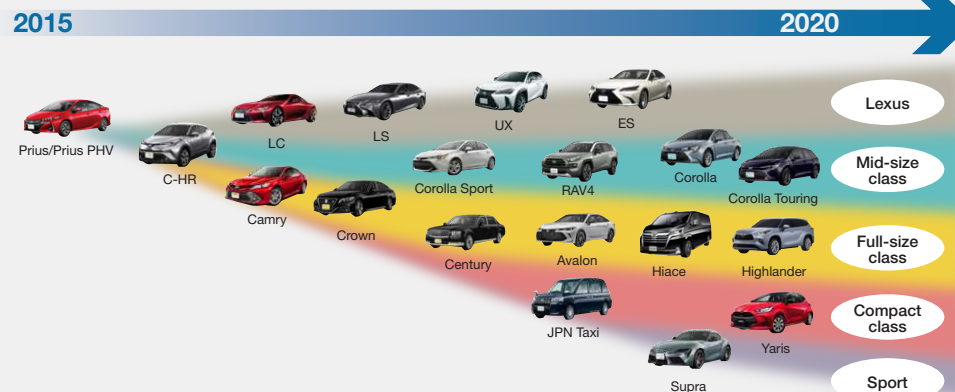 2015
2020
Lexus
LC
LS
UX
ES
Prius/Prius PHV
C-HR
Corolla Sport
RAV4
Corolla
Corolla Touring
Mid-size
class
Camry
Crown
Century
Avalon
Hiace
Highlander
Full-size
class
JPN Taxi
Yaris
Compact
class
Supra
Sport